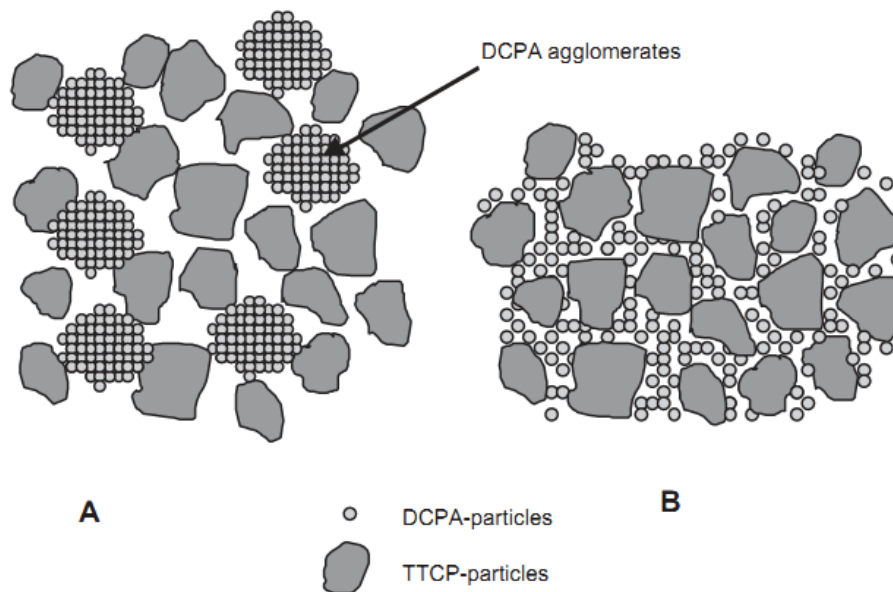 DCPA agglomerates
A
B
DCPA-particles
TTCP-particles